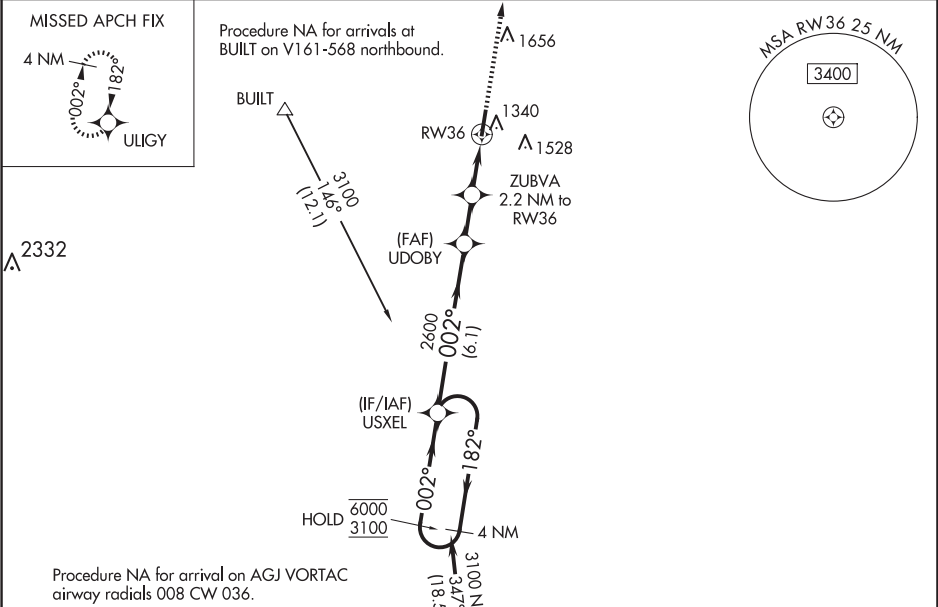 MISSED APCH FIX
4 NM
002°
182°
ULIGY
Procedure NA for arrivals at
BUILT on V161-568 northbound.
1656
MSA RW36 25 NM
3400
BUILT
RW36
1340
1528
3100
146°
(12.1)
ZUBVA
2.2 NM to
RW36
(FAF)
UDOBY
2332
2600
002°
(6.1)
(IF/IAF)
USXEL
002°
182°
HOLD
6000
3100
4 NM
Procedure NA for arrival on AGJ VORTAC
airway radials 008 CW 036.
3100
347°